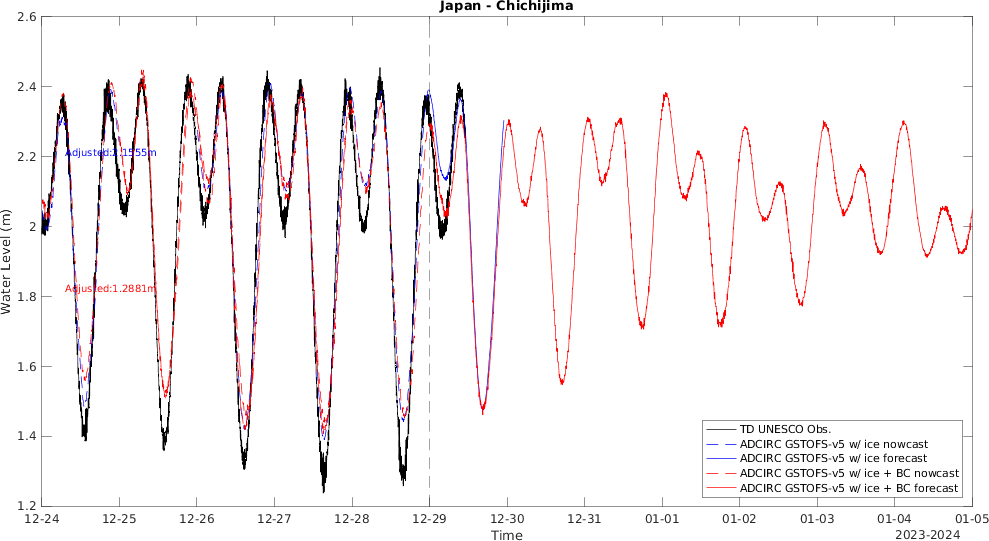 Japan - Chichijima
2.6
2.4
2.2
2
1.8
1.6
1.4
1.2
Water Level (m)
Adjusted:1.2881m
TD UNESCO Obs.
ADCIRC GSTOFS-v5 w/ ice nowcast
ADCIRC GSTOFS-v5 w/ ice forecast
ADCIRC GSTOFS-v5 w/ ice + BC nowcast
ADCIRC GSTOFS-v5 w/ ice + BC forecast
12-24
12-25
12-26
12-27
12-28
12-29
12-30
12-31
01-01
01-02
01-03
01-04
01-05
Time
2023-2024